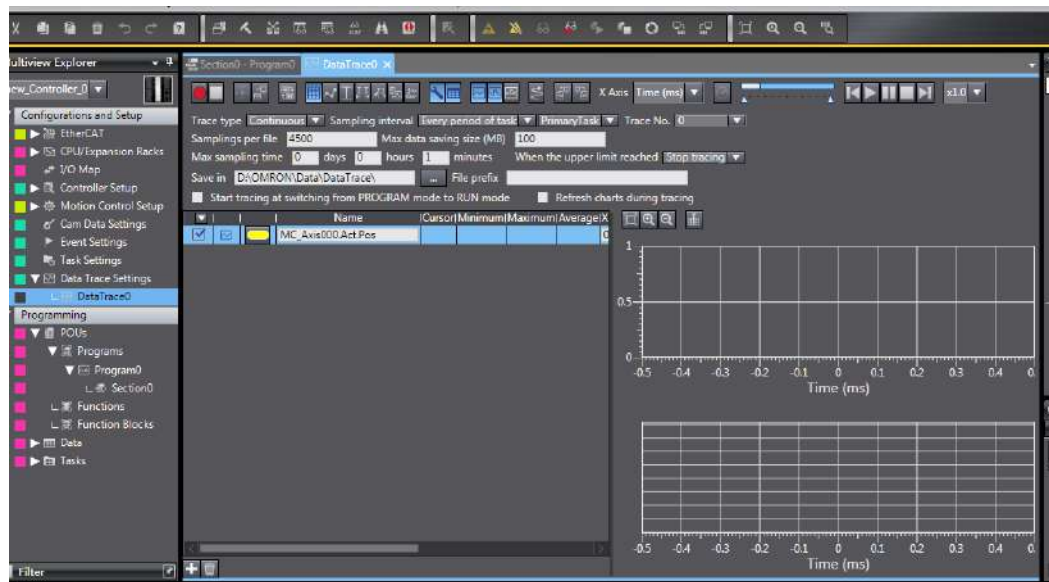 Multiview Explorer
new_Controller_0
Configurations and Setup
EtherCAT
CPU/Expansion Racks
I/O Map
Controller Setup
Motion Control Setup
Cam Data Settings
Event Settings
Task Settings
Data Trace Settings
DataTrace0
Programming
POUs
Programs
Program0
Section0
Functions
Function Blocks
Data
Tasks
Filter
Section0 - Program0 DataTrace0
X Axis Time (ms) x1.0
Trace type Continuous Sampling interval Every period of task PrimaryTask Trace No. 0
Samplings per file 4500 Max data saving size (MB) 100
Max sampling time 0 days 0 hours 1 minutes When the upper limit reached Stop tracing
Save in D:\OMRON\Data\DataTrace\ ... File prefix
Start tracing at switching from PROGRAM mode to RUN mode Refresh charts during tracing
Name Cursor Minimum Maximum Average X
MC_Axis000.Act.Pos 0
1
0.5
0
-0.5 -0.4 -0.3 -0.2 -0.1 0 0.1 0.2 0.3 0.4 0.
Time (ms)
-0.5 -0.4 -0.3 -0.2 -0.1 0 0.1 0.2 0.3 0.4 0.
Time (ms)